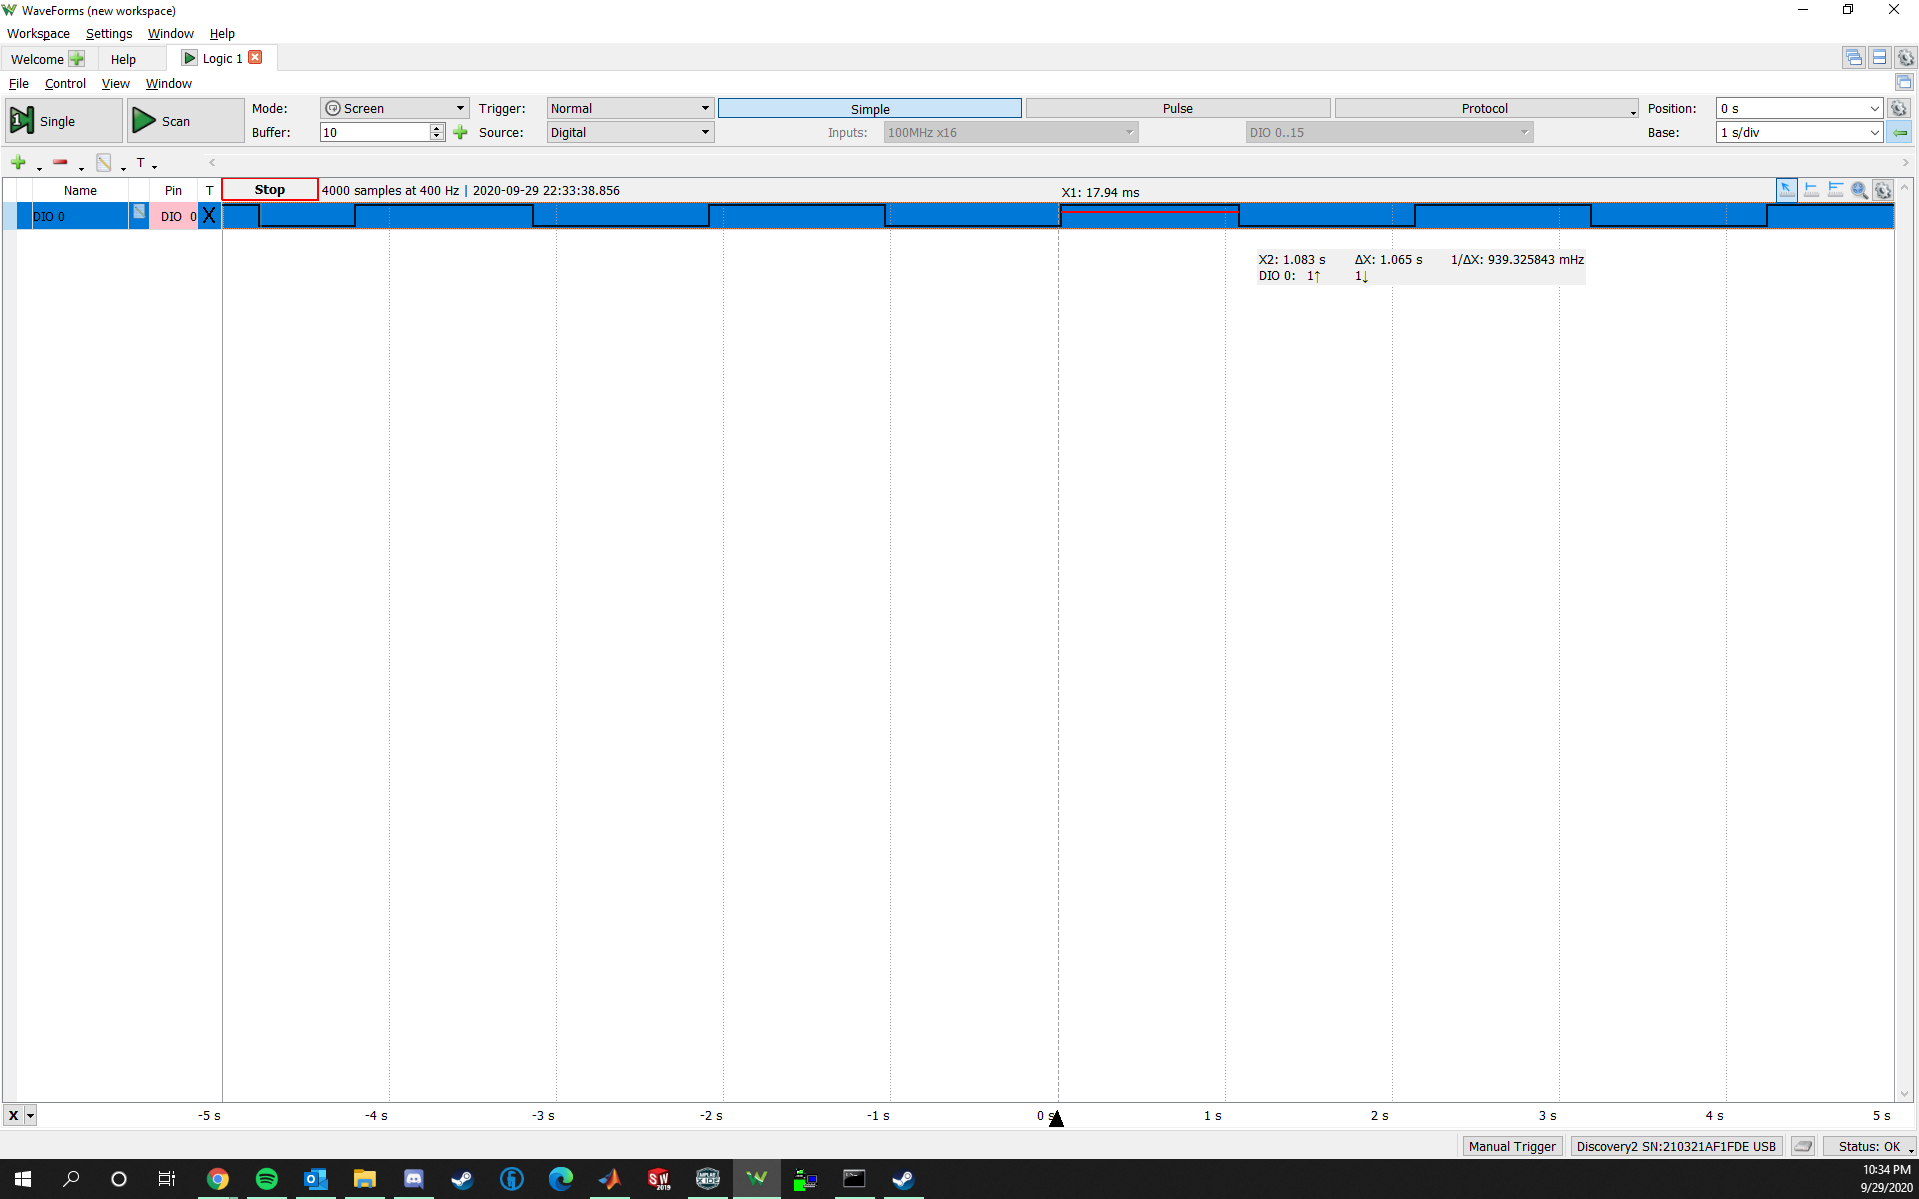 WaveForms (new workspace)
Workspace Settings Window Help
Welcome Help Logic 1
File Control View Window
Single Scan Mode: Screen Trigger: Normal Simple Pulse Protocol Position: 0 s
Buffer: 10 Source: Digital Inputs: 100MHz x16 DIO 0..15 Base: 1 s/div
T
Name Pin T Stop 4000 samples at 400 Hz | 2020-09-29 22:33:38.856 X1: 17.94 ms
DIO 0 DIO 0 X
X2: 1.083 s ΔX: 1.065 s 1/ΔX: 939.325843 mHz
DIO 0: 1↑ 1↓
X -5 s -4 s -3 s -2 s -1 s 0 s 1 s 2 s 3 s 4 s 5 s
Manual Trigger Discovery2 SN:210321AF1FDE USB Status: OK
10:34 PM
9/29/2020